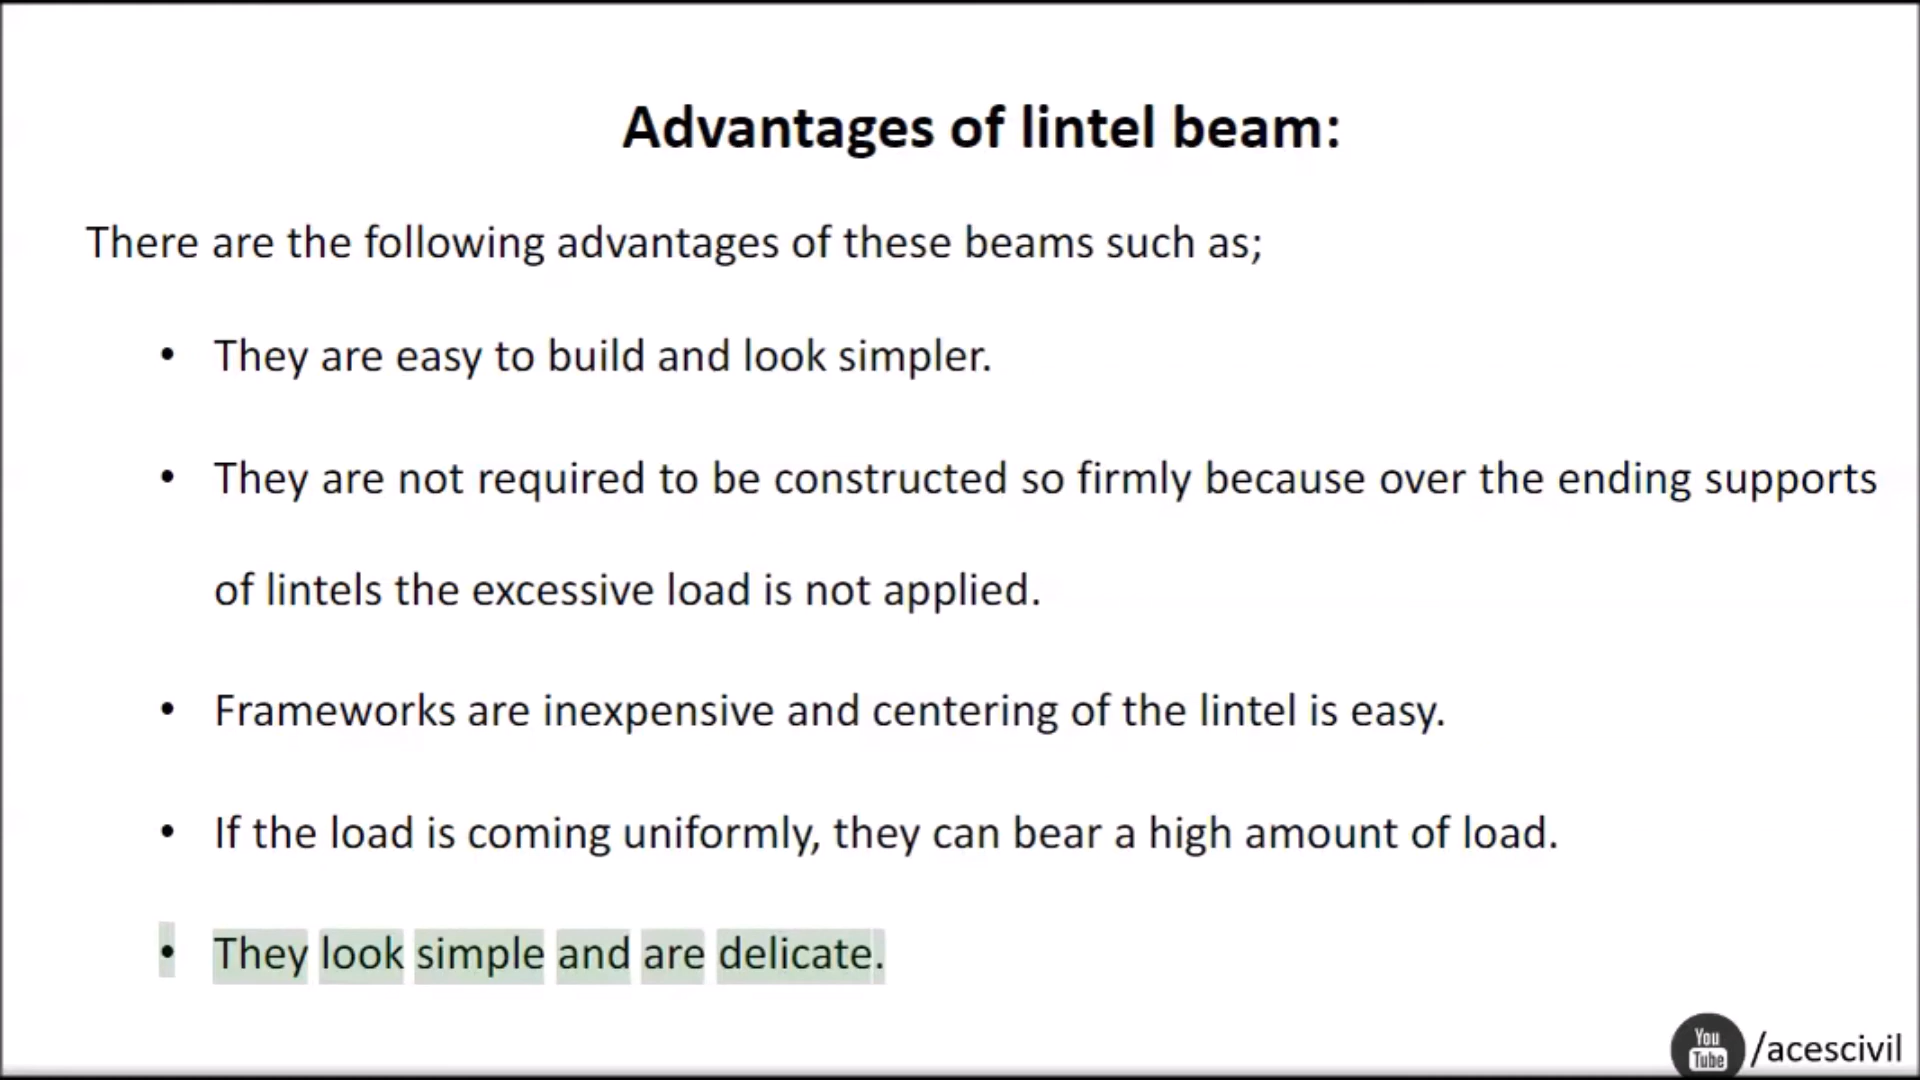 Advantages of lintel beam:
There are the following advantages of these beams such as;
• They are easy to build and look simpler.
• They are not required to be constructed so firmly because over the ending supports
of lintels the excessive load is not applied.
• Frameworks are inexpensive and centering of the lintel is easy.
• If the load is coming uniformly, they can bear a high amount of load.
• They look simple and are delicate.
You
Tube /acescivil